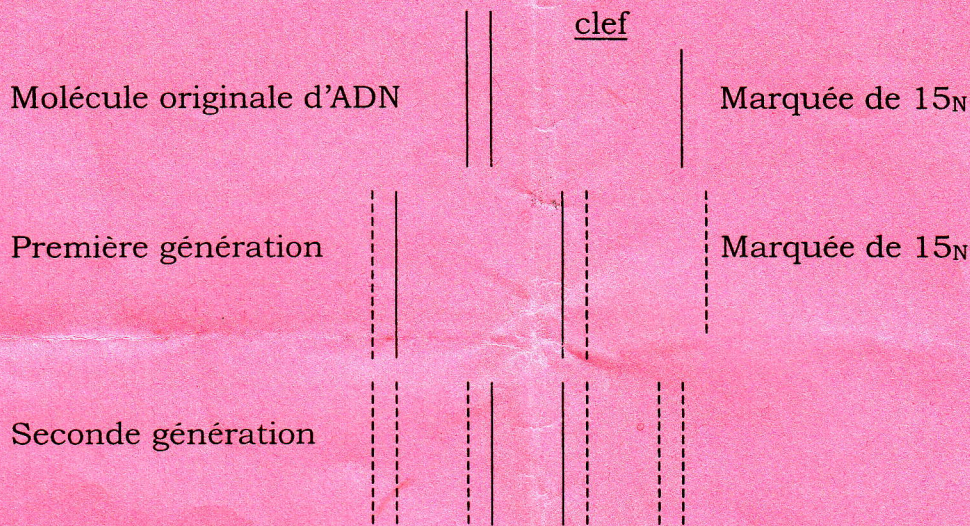 clef
Molécule originale d'ADN
Marquée de 15N
Première génération
Marquée de 15N
Seconde génération